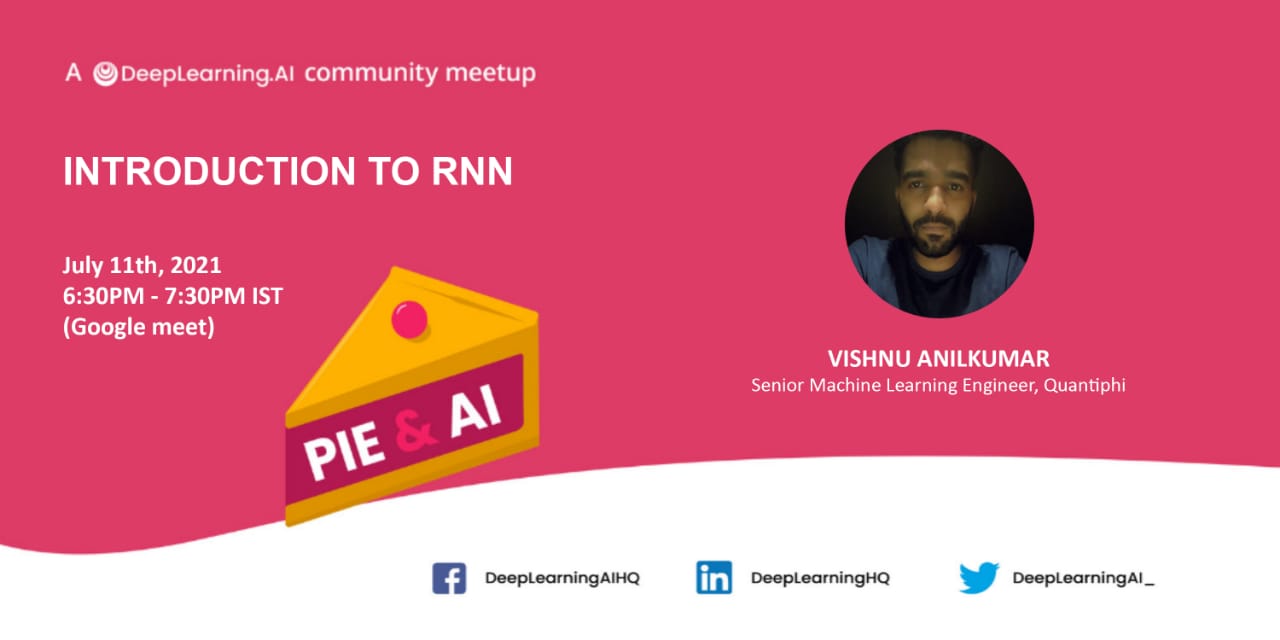 A DeepLearning.AI community meetup
INTRODUCTION TO RNN
July 11th, 2021
6:30PM - 7:30PM IST
(Google meet)
PIE & AI
VISHNU ANILKUMAR
Senior Machine Learning Engineer, Quantiphi
DeepLearningAIHQ
DeepLearningHQ
DeepLearningAI_